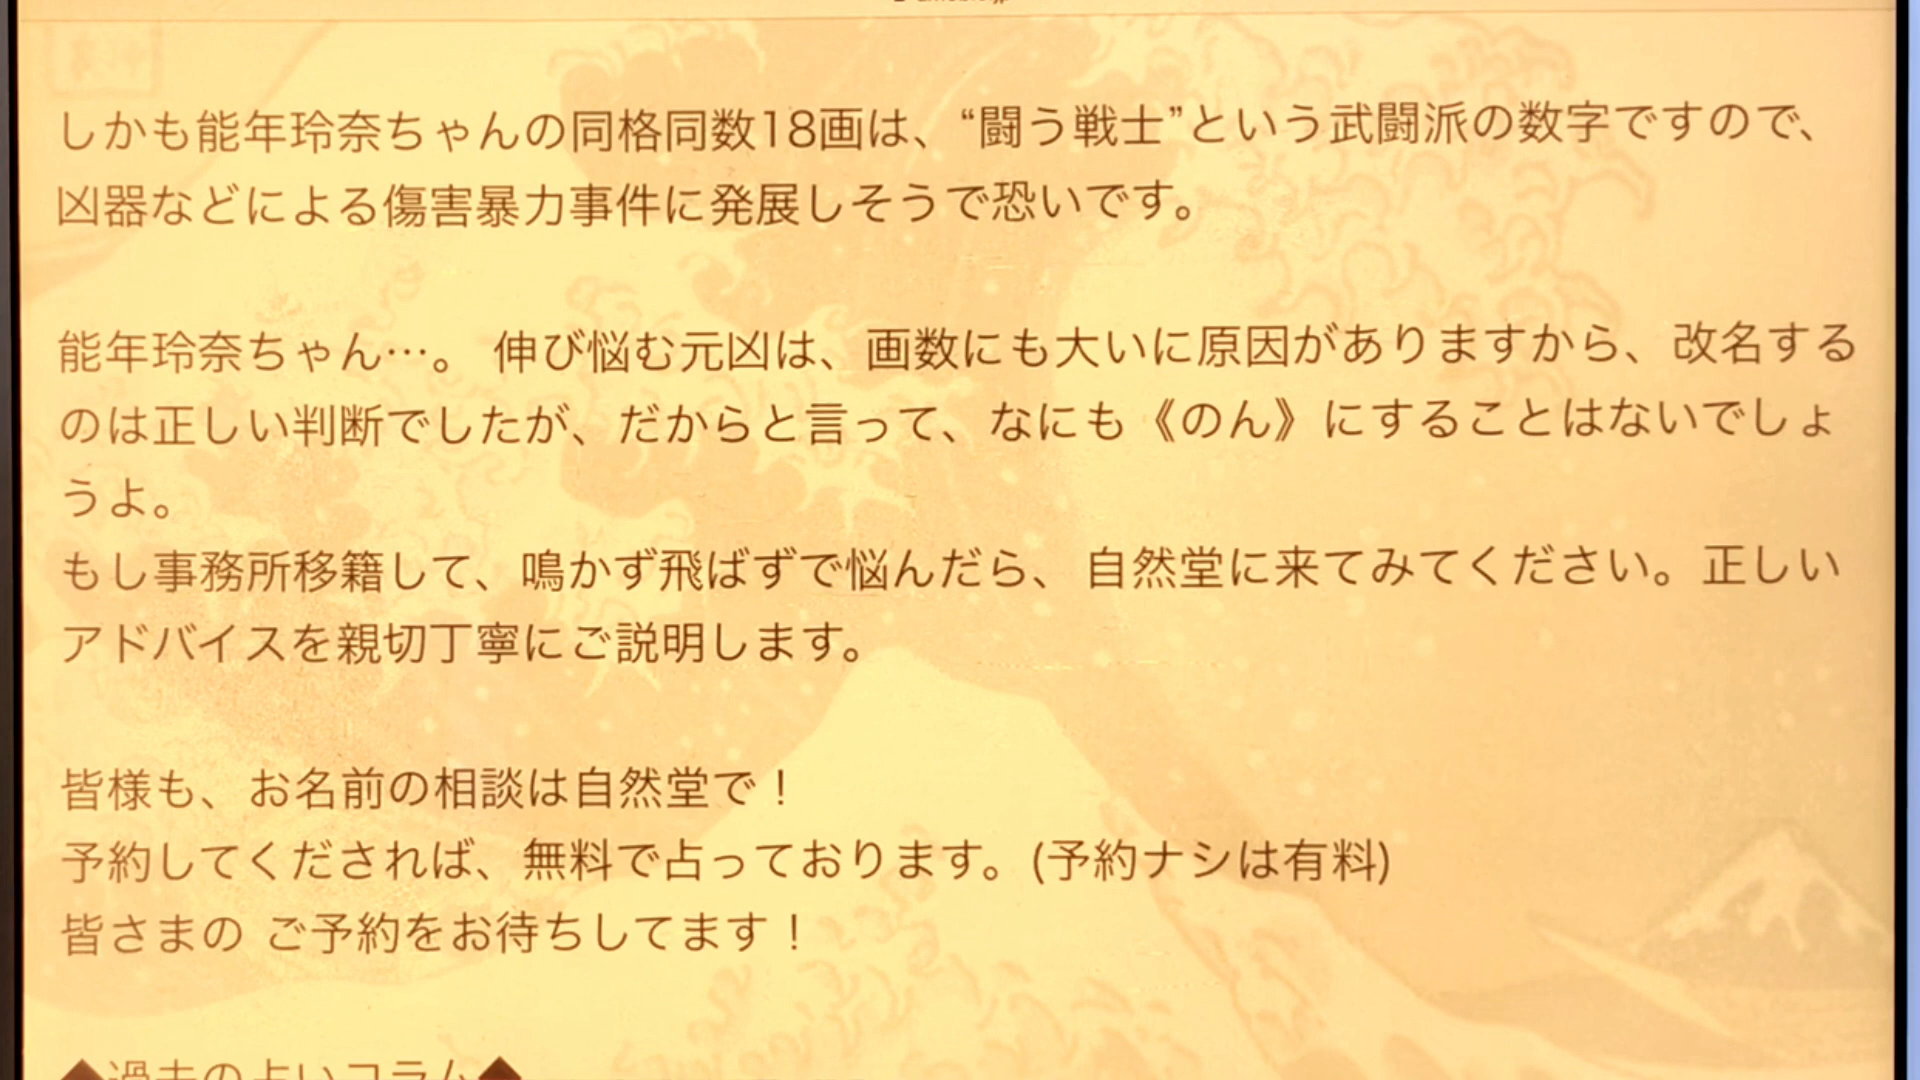 しかも能年玲奈ちゃんの同格同数18画は、“闘う戦士”という武闘派の数字ですので、
凶器などによる傷害暴力事件に発展しそうで恐いです。
能年玲奈ちゃん…。 伸び悩む元凶は、画数にも大いに原因がありますから、改名する
のは正しい判断でしたが、だからと言って、なにも《のん》にすることはないでしょ
うよ。
もし事務所移籍して、鳴かず飛ばずで悩んだら、自然堂に来てみてください。正しい
アドバイスを親切丁寧にご説明します。
皆様も、お名前の相談は自然堂で！
予約してくだされば、無料で占っております。(予約ナシは有料)
皆さまの ご予約をお待ちしてます！
◆過去の占いコラム◆